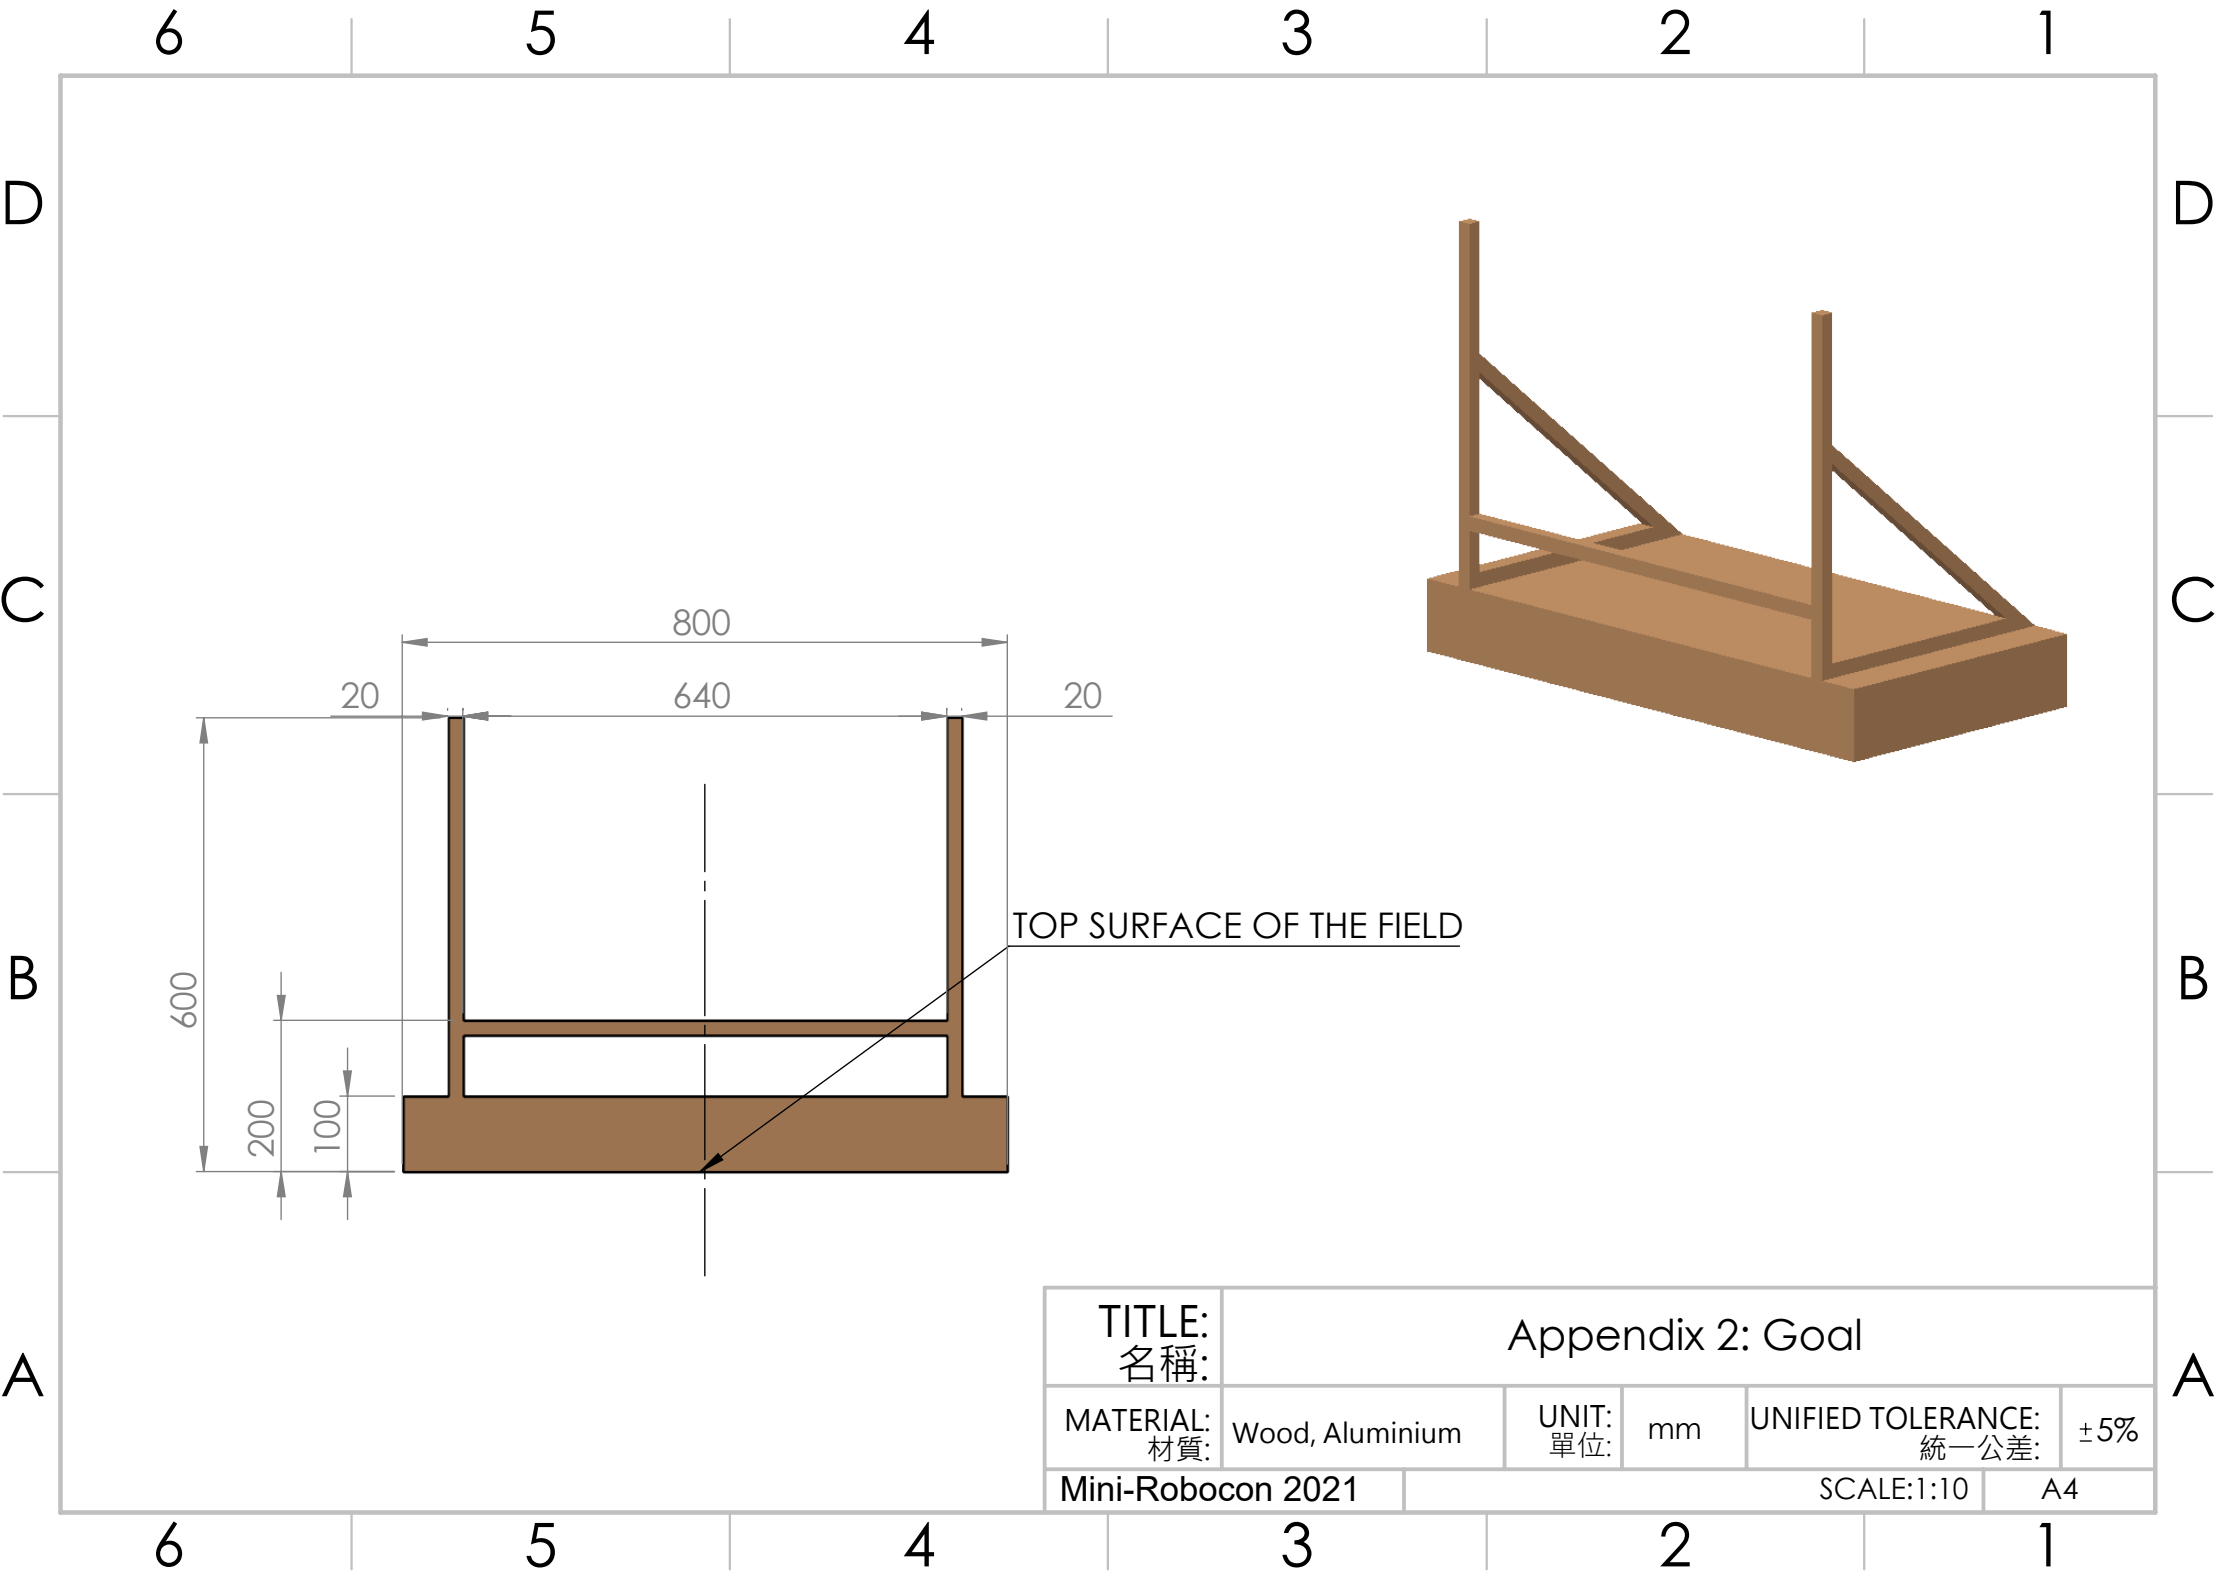 6 5 4 3 2 1
D D
C C
800
20 640 20
TOP SURFACE OF THE FIELD
B B
600
200
100
TITLE: Appendix 2: Goal
名稱:
A A
MATERIAL: Wood, Aluminium UNIT: mm UNIFIED TOLERANCE: ±5%
材質: 單位: 統一公差:
Mini-Robocon 2021 SCALE:1:10 A4
6 5 4 3 2 1